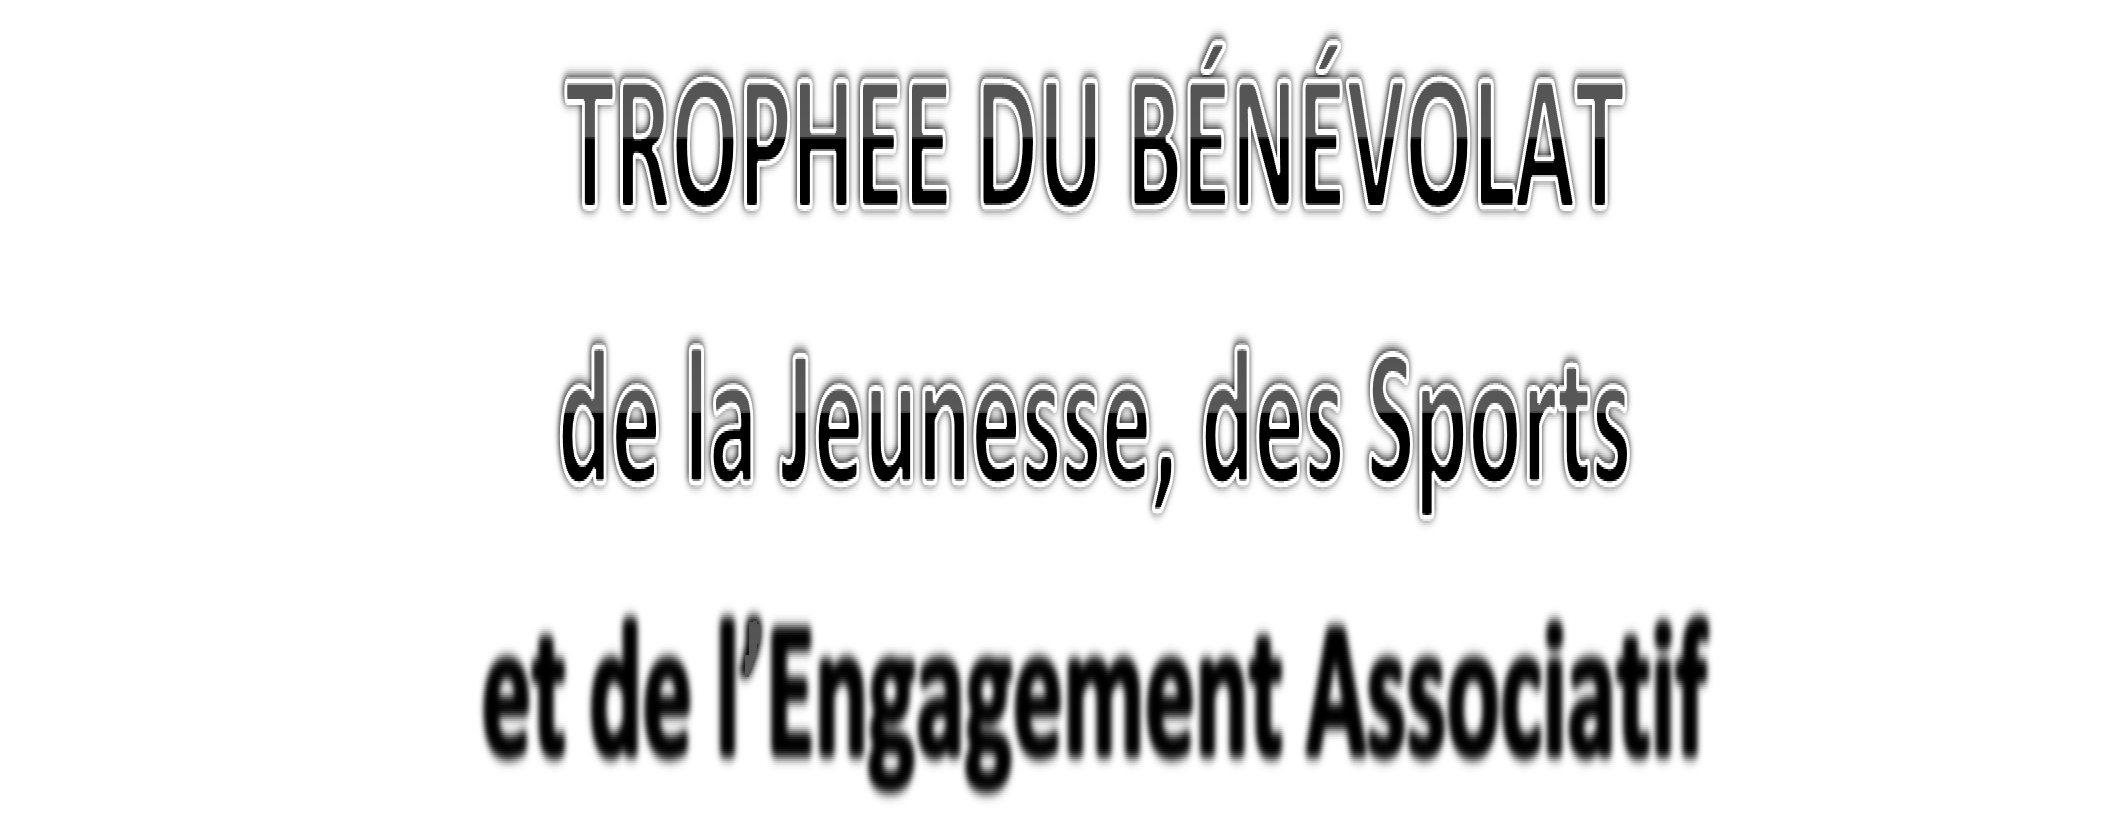 TROPHEE DU BÉNÉVOLAT
de la Jeunesse, des Sports
et de l’Engagement Associatif